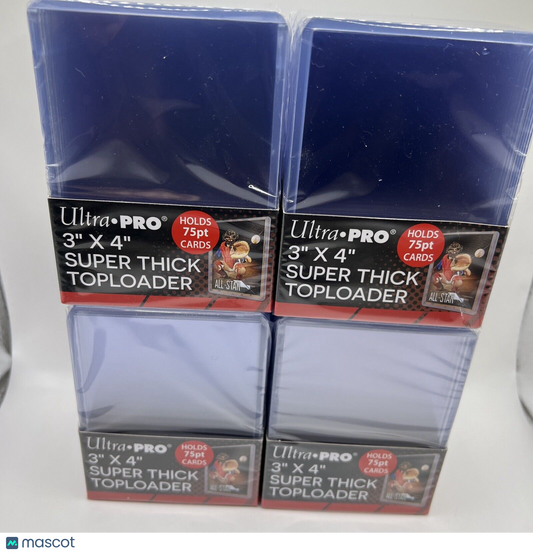 Ultra•PRO®
3" X 4"
SUPER THICK
TOPLOADER
HOLDS
75pt
CARDS
ALL-STAR
Ultra•PRO®
3" X 4"
SUPER THICK
TOPLOADER
HOLDS
75pt
CARDS
ALL-STAR
Ultra•PRO®
3" X 4"
SUPER THICK
TOPLOADER
HOLDS
75pt
CARDS
Ultra•PRO®
3" X 4"
SUPER THICK
TOPLOADER
HOLDS
75pt
CARDS
mascot